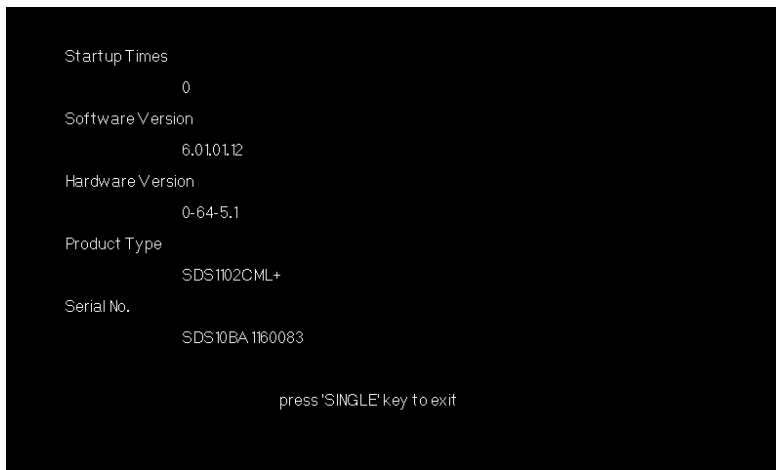 Startup Times
0
Software Version
6.01.01.12
Hardware Version
0-64-5.1
Product Type
SDS1102CML+
Serial No.
SDS10BA1160083
press 'SINGLE' key to exit